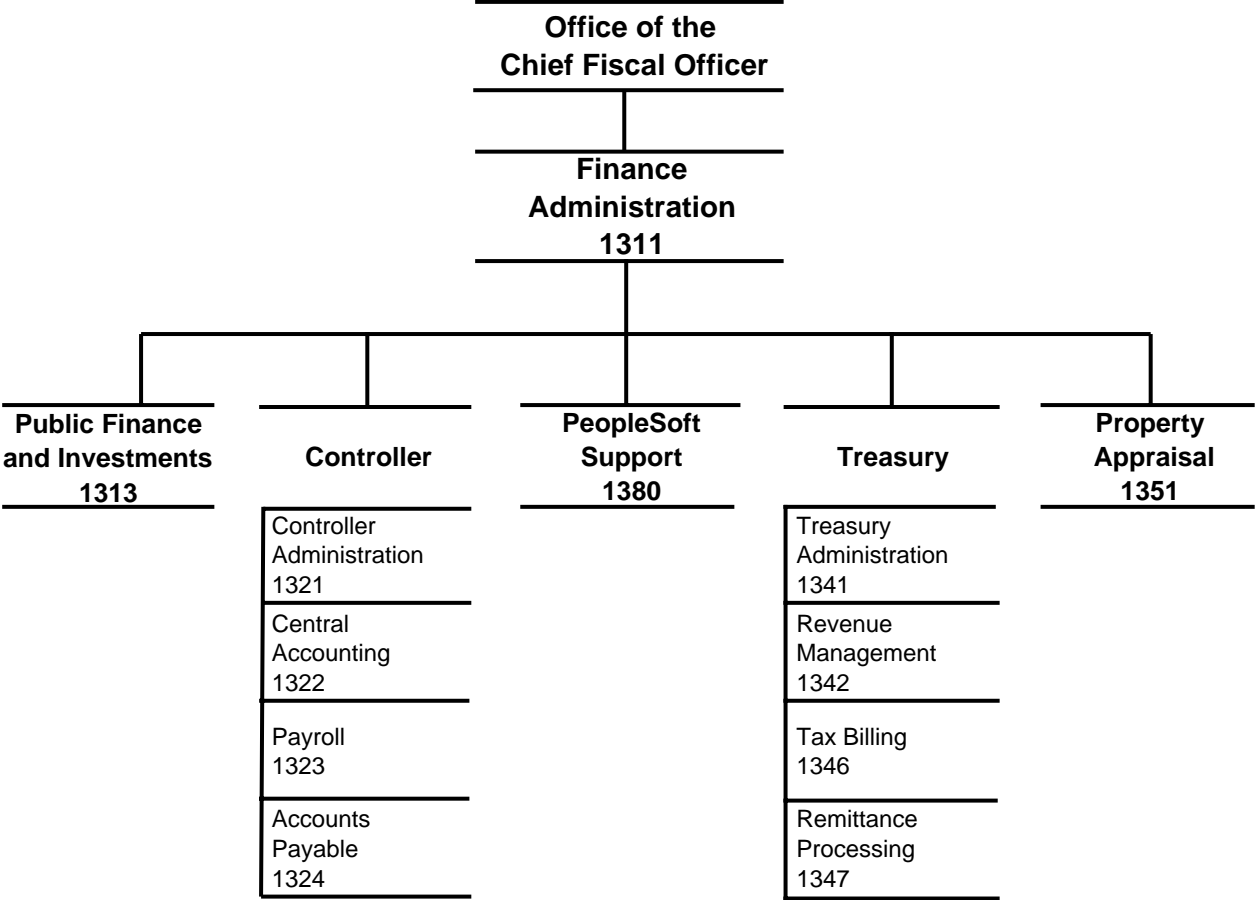 Office of the
Chief Fiscal Officer
Finance
Administration
1311
Public Finance
and Investments
1313
Controller
PeopleSoft
Support
1380
Treasury
Property
Appraisal
1351
Controller
Administration
1321
Central
Accounting
1322
Payroll
1323
Accounts
Payable
1324
Treasury
Administration
1341
Revenue
Management
1342
Tax Billing
1346
Remittance
Processing
1347